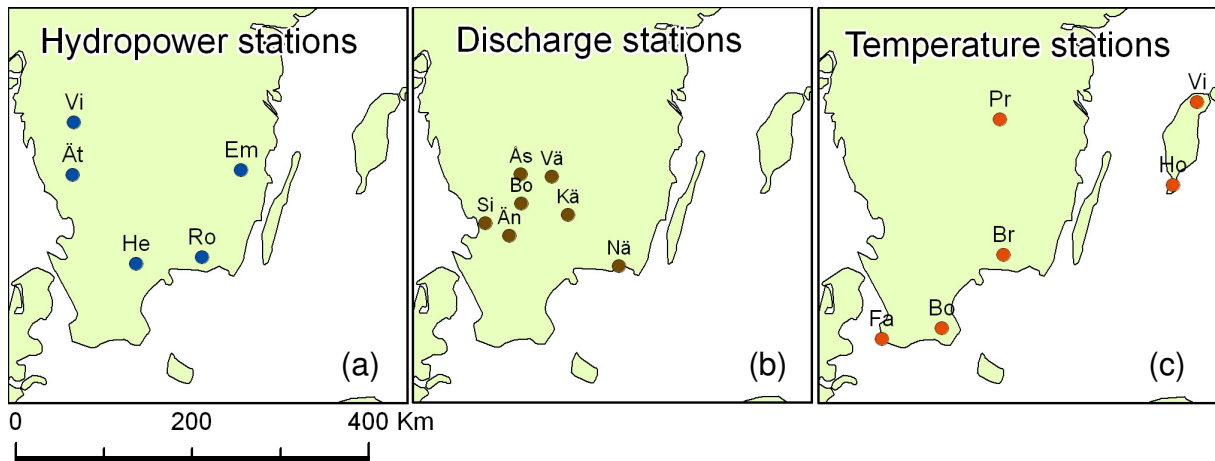 Hydropower stations
Vi
Ät
Em
He
Ro
(a)
Discharge stations
Ås
Vä
Bo
Kä
Si
Än
Nä
(b)
Temperature stations
Vi
Pr
Ho
Br
Bo
Fa
(c)
0 200 400 Km